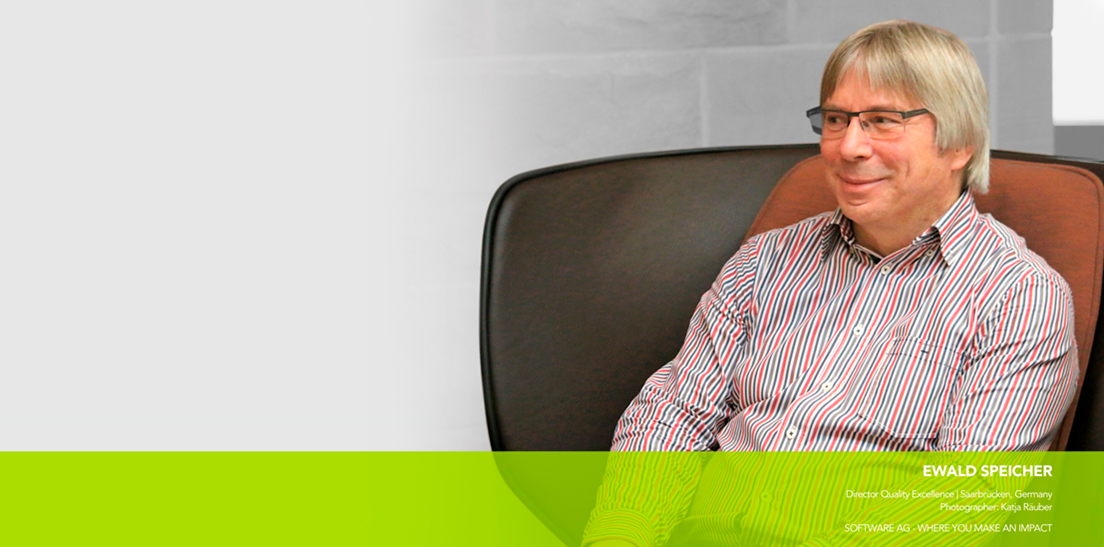 EWALD SPEICHER
Director Quality Excellence | Saarbrücken, Germany
Photographer: Katja Räuber
SOFTWARE AG - WHERE YOU MAKE AN IMPACT